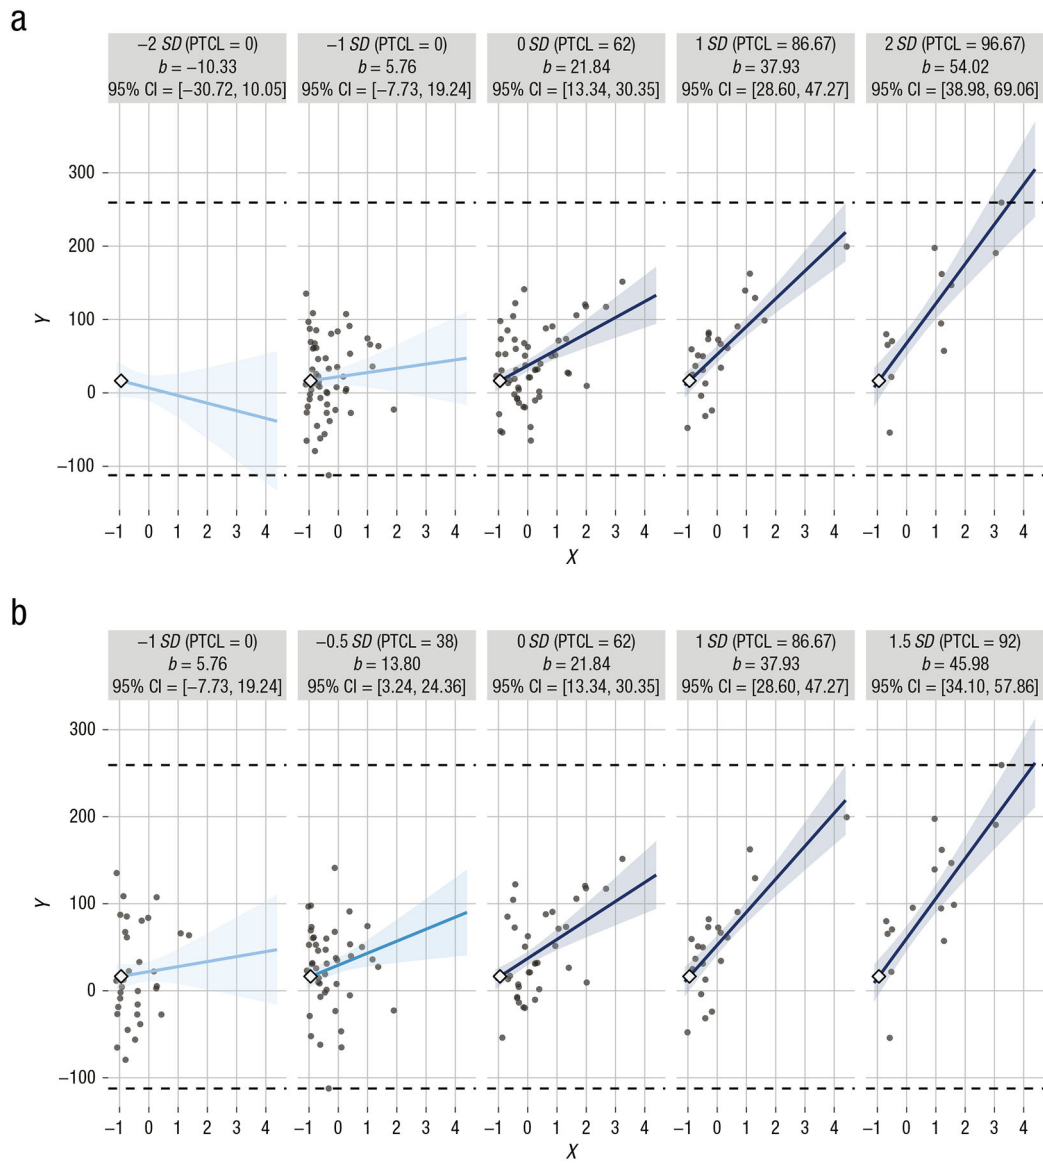 a
−2 SD (PTCL = 0)
b = −10.33
95% CI = [−30.72, 10.05]
−1 SD (PTCL = 0)
b = 5.76
95% CI = [−7.73, 19.24]
0 SD (PTCL = 62)
b = 21.84
95% CI = [13.34, 30.35]
1 SD (PTCL = 86.67)
b = 37.93
95% CI = [28.60, 47.27]
2 SD (PTCL = 96.67)
b = 54.02
95% CI = [38.98, 69.06]
300
200
100
0
−100
Y
−1 0 1 2 3 4
−1 0 1 2 3 4
−1 0 1 2 3 4
−1 0 1 2 3 4
−1 0 1 2 3 4
X
b
−1 SD (PTCL = 0)
b = 5.76
95% CI = [−7.73, 19.24]
−0.5 SD (PTCL = 38)
b = 13.80
95% CI = [3.24, 24.36]
0 SD (PTCL = 62)
b = 21.84
95% CI = [13.34, 30.35]
1 SD (PTCL = 86.67)
b = 37.93
95% CI = [28.60, 47.27]
1.5 SD (PTCL = 92)
b = 45.98
95% CI = [34.10, 57.86]
300
200
100
0
−100
Y
−1 0 1 2 3 4
−1 0 1 2 3 4
−1 0 1 2 3 4
−1 0 1 2 3 4
−1 0 1 2 3 4
X